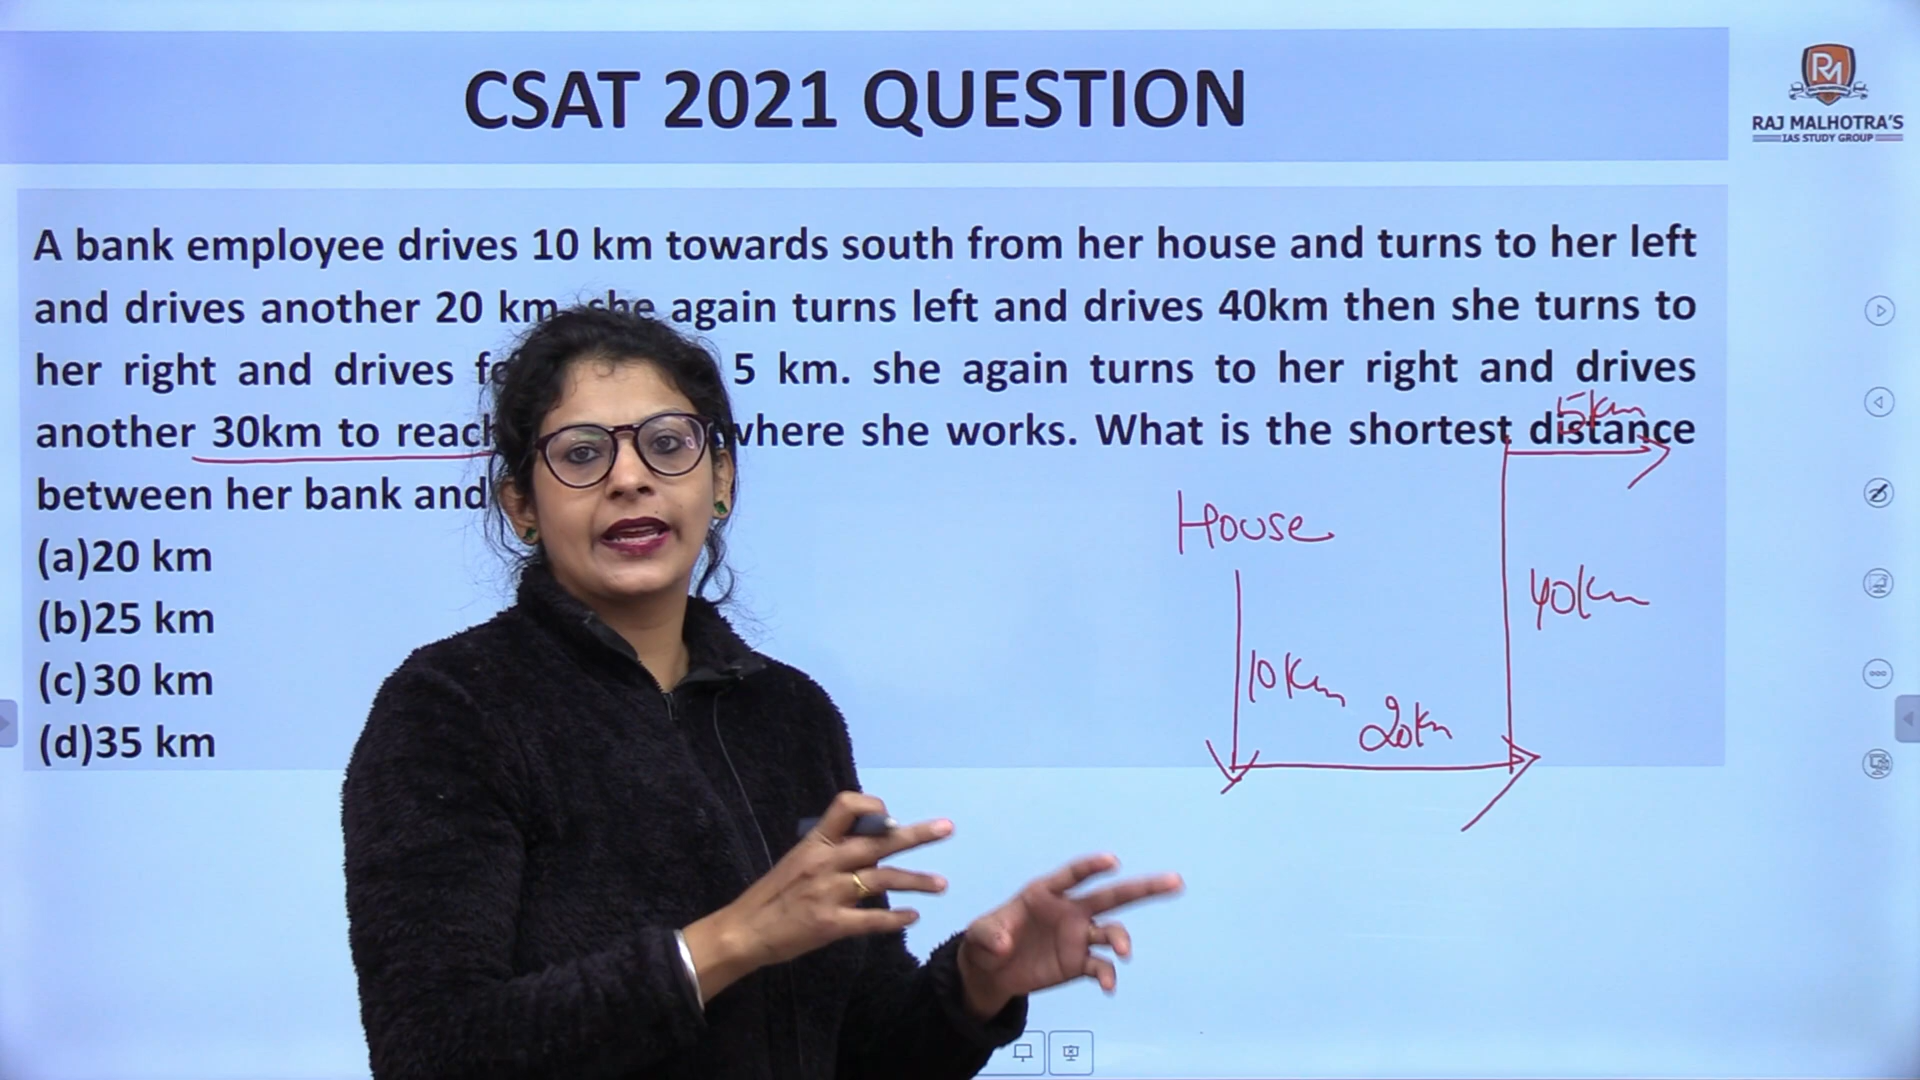 CSAT 2021 QUESTION
RM
RAJ MALHOTRA'S
IAS STUDY GROUP
A bank employee drives 10 km towards south from her house and turns to her left
and drives another 20 km she again turns left and drives 40km then she turns to
her right and drives 5 km. she again turns to her right and drives
another 30km to reach where she works. What is the shortest distance
between her bank and
(a)20 km
(b)25 km
(c)30 km
(d)35 km
5km
House
40km
10km
20km